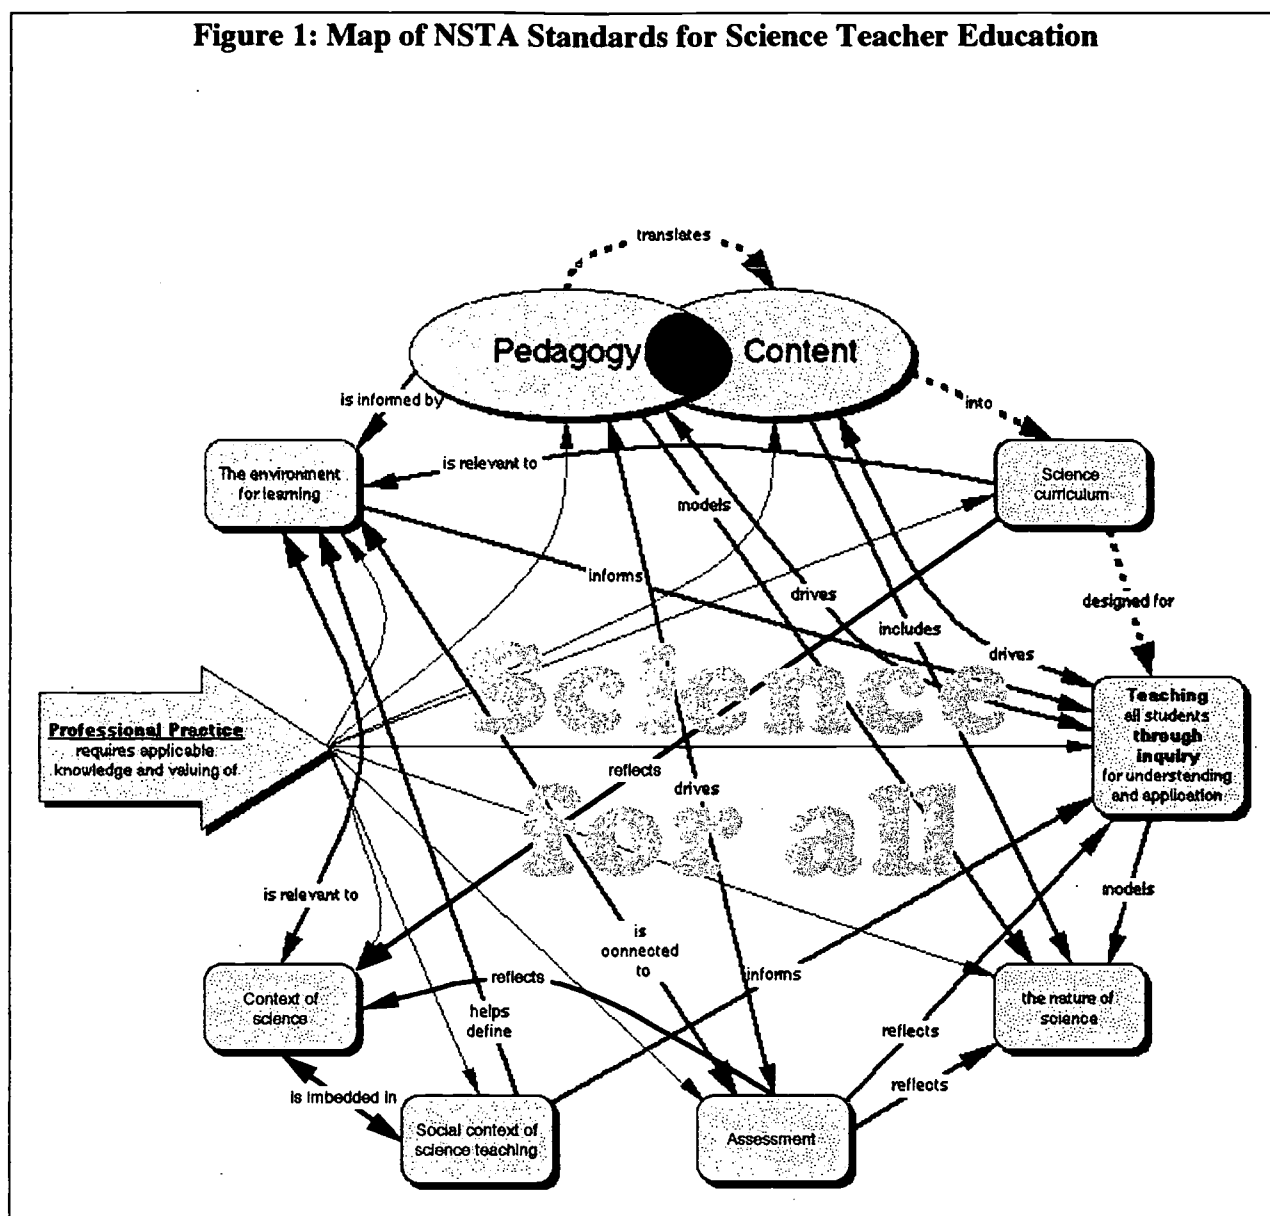 Figure 1: Map of NSTA Standards for Science Teacher Education
translates
Pedagogy
Content
is informed by
into
The environment
for learning
is relevant to
Science
curriculum
models
informs
drives
designed for
includes
drives
Science
for all
Teaching
all students
through
inquiry
for understanding
and application
Professional Practice
requires applicable
knowledge and valuing of
reflects
drives
is relevant to
models
is
connected
to
reflects
informs
Context of
science
helps
define
the nature of
science
reflects
reflects
is imbedded in
Social context of
science teaching
Assessment